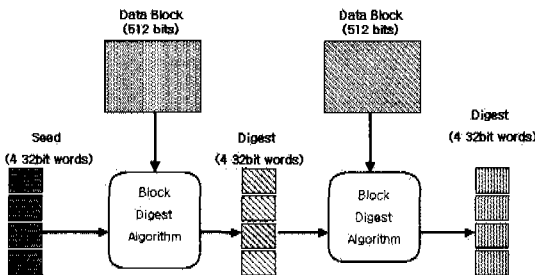 Data Block
(512 bits)
Data Block
(512 bits)
Seed
(4 32bit words)
Digest
(4 32bit words)
Digest
(4 32bit words)
Block
Digest
Algorithm
Block
Digest
Algorithm